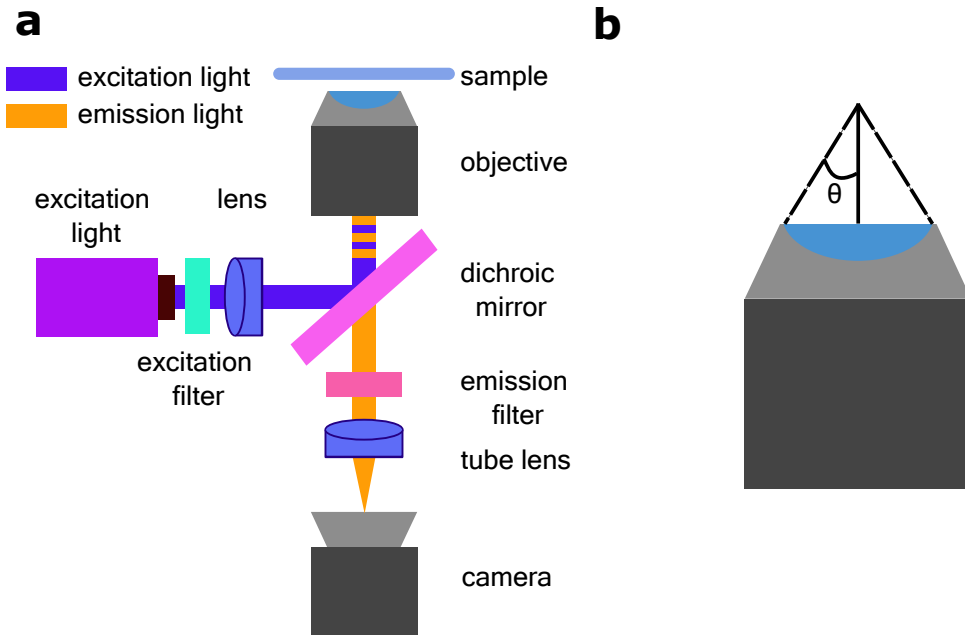 a
excitation light
emission light
sample
objective
excitation
light
lens
dichroic
mirror
excitation
filter
emission
filter
tube lens
camera
b
θ